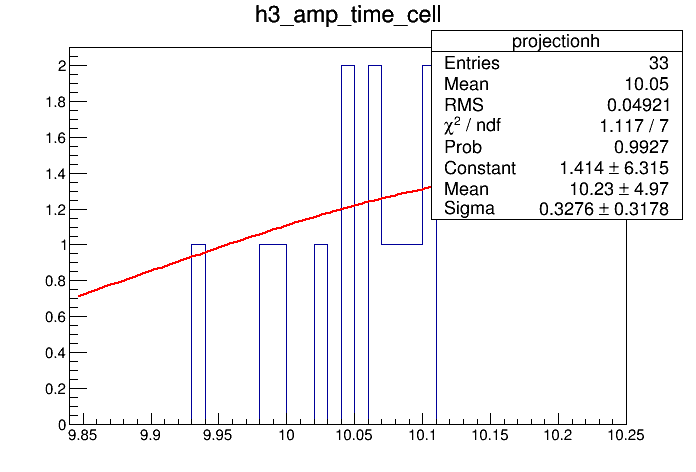 h3_amp_time_cell
projectionh
Entries 33
Mean 10.05
RMS 0.04921
χ² / ndf 1.117 / 7
Prob 0.9927
Constant 1.414 ± 6.315
Mean 10.23 ± 4.97
Sigma 0.3276 ± 0.3178
2
1.8
1.6
1.4
1.2
1
0.8
0.6
0.4
0.2
0
9.85 9.9 9.95 10 10.05 10.1 10.15 10.2 10.25